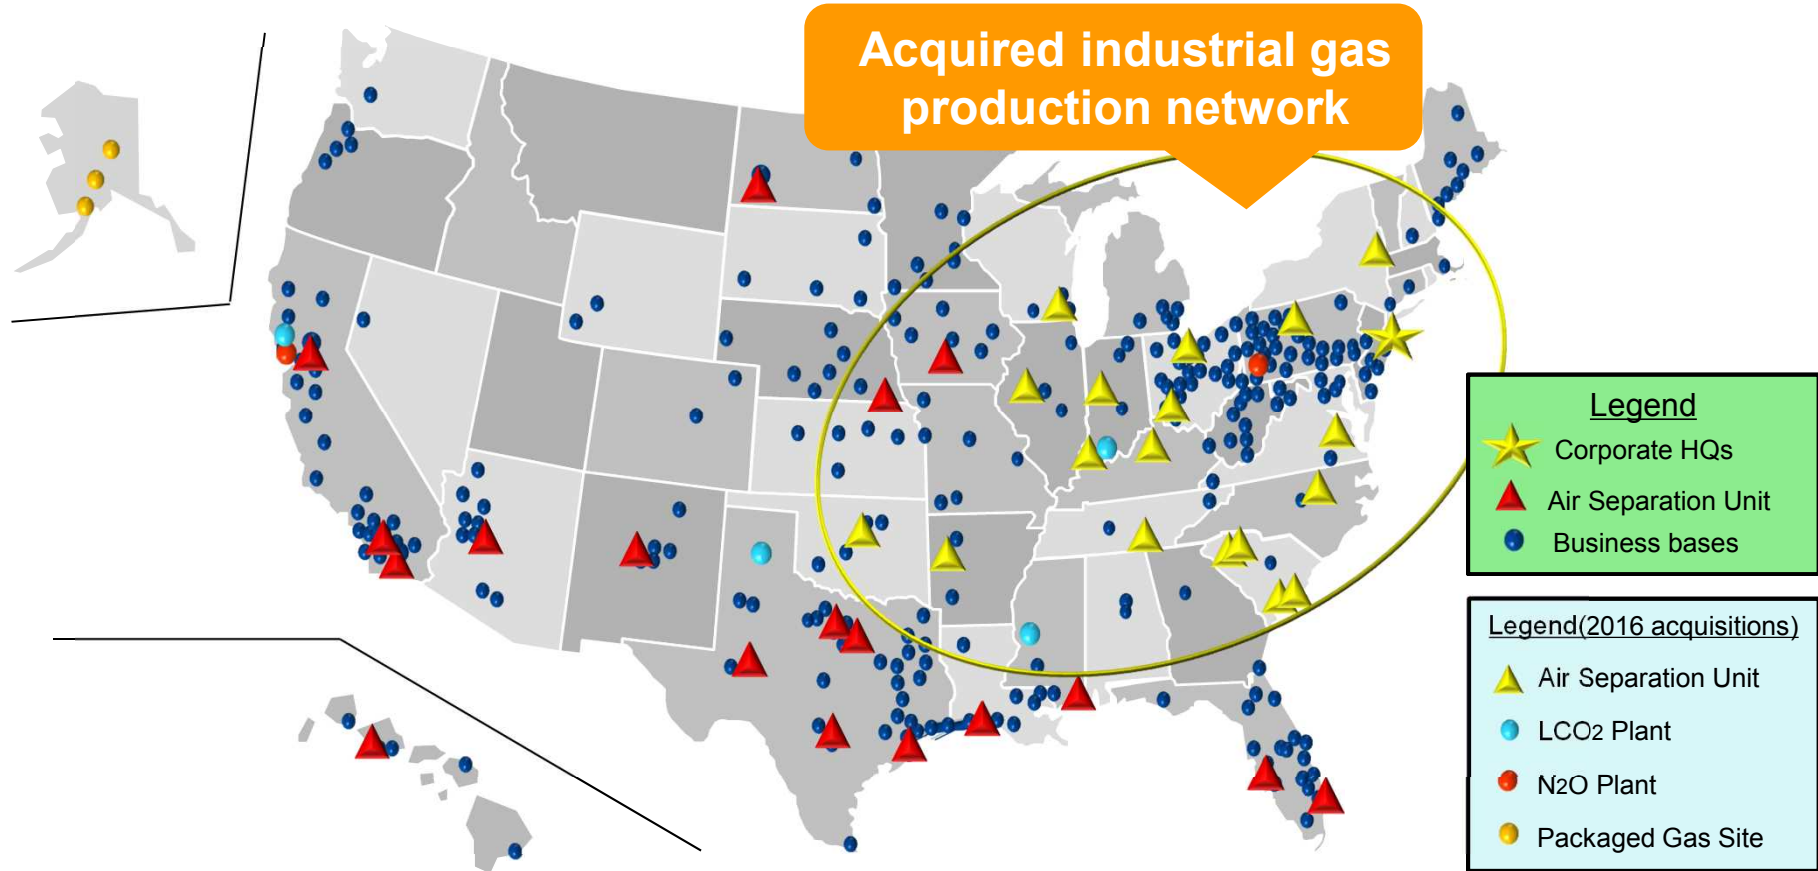 Acquired industrial gas
production network
Legend
Corporate HQs
Air Separation Unit
Business bases
Legend(2016 acquisitions)
Air Separation Unit
LCO2 Plant
N2O Plant
Packaged Gas Site